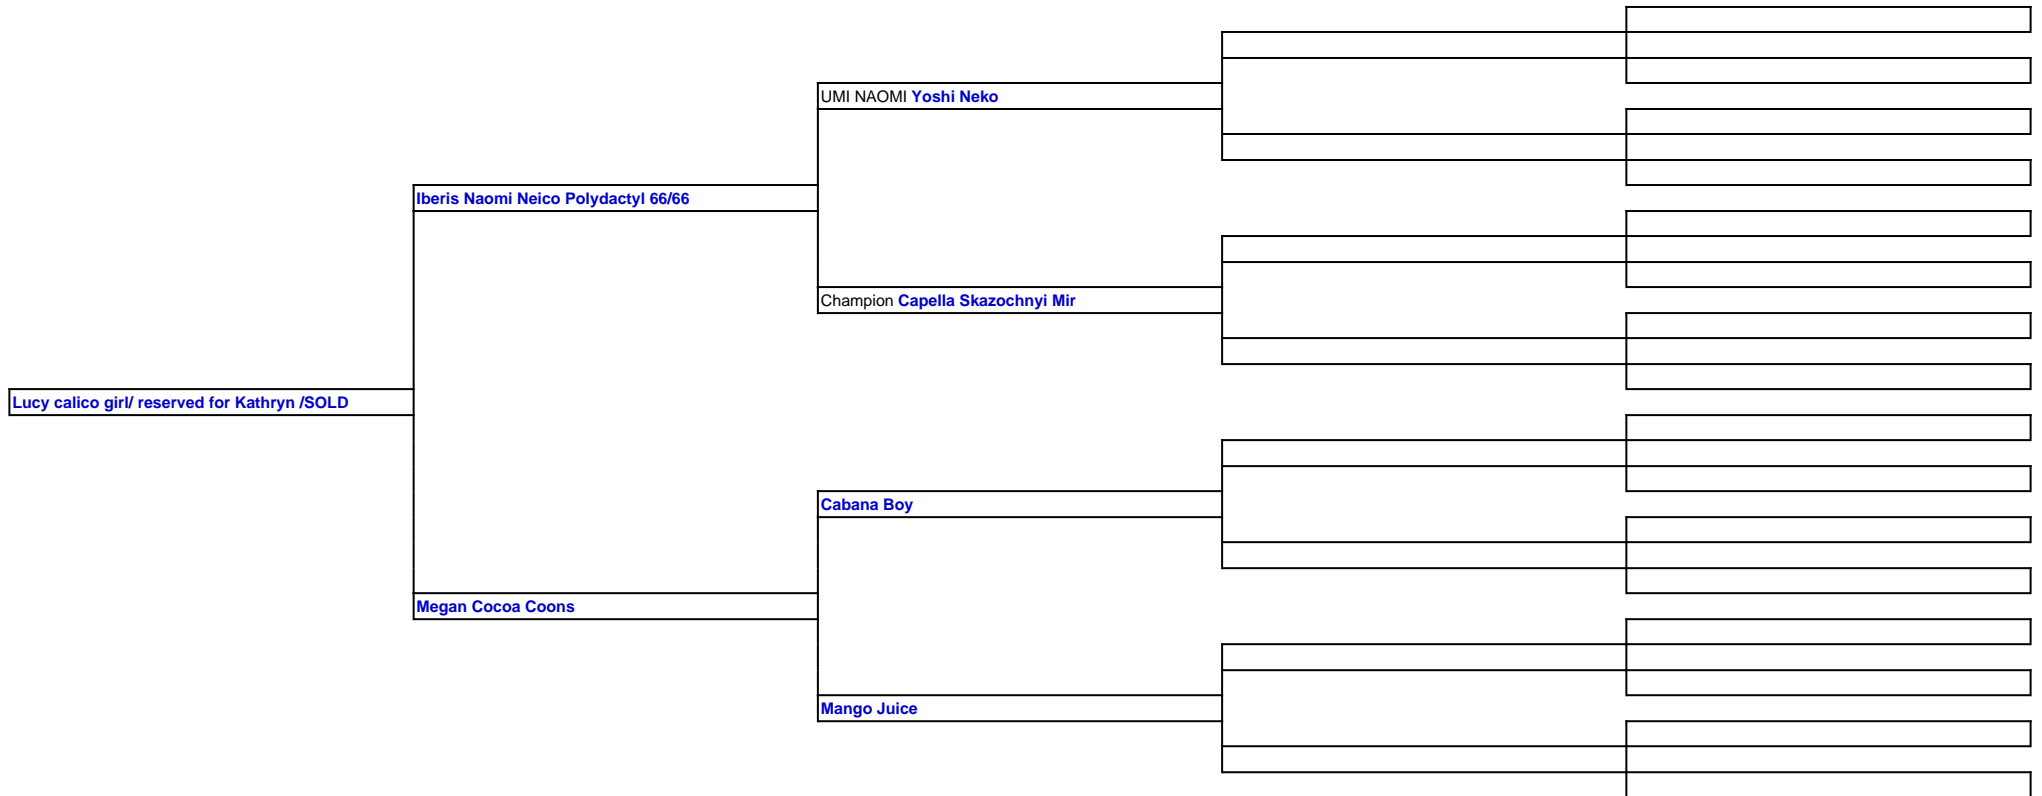 UMI NAOMI Yoshi Neko
Iberis Naomi Neico Polydactyl 66/66
Champion Capella Skazochnyi Mir
Lucy calico girl/ reserved for Kathryn /SOLD
Cabana Boy
Megan Cocoa Coons
Mango Juice